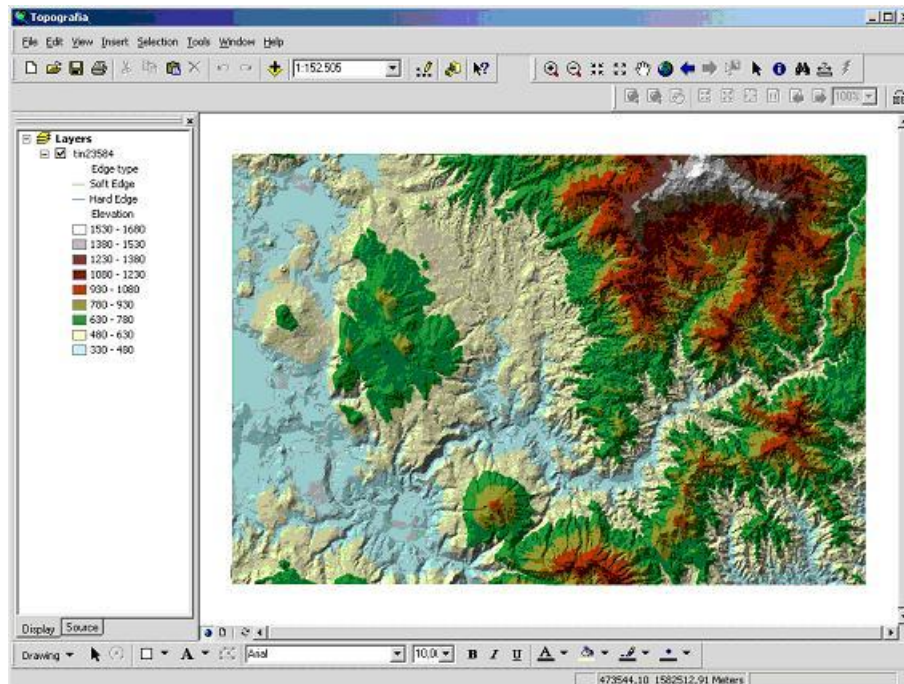 Topografia
File Edit View Insert Selection Tools Window Help
1:152.505
100%
Layers
tin23584
Edge type
Soft Edge
Hard Edge
Elevation
1530 - 1680
1380 - 1530
1230 - 1380
1080 - 1230
930 - 1080
780 - 930
630 - 780
480 - 630
330 - 480
Display Source
Drawing A Arial 10,0 B I U A
473544,10 1582512,91 Meters